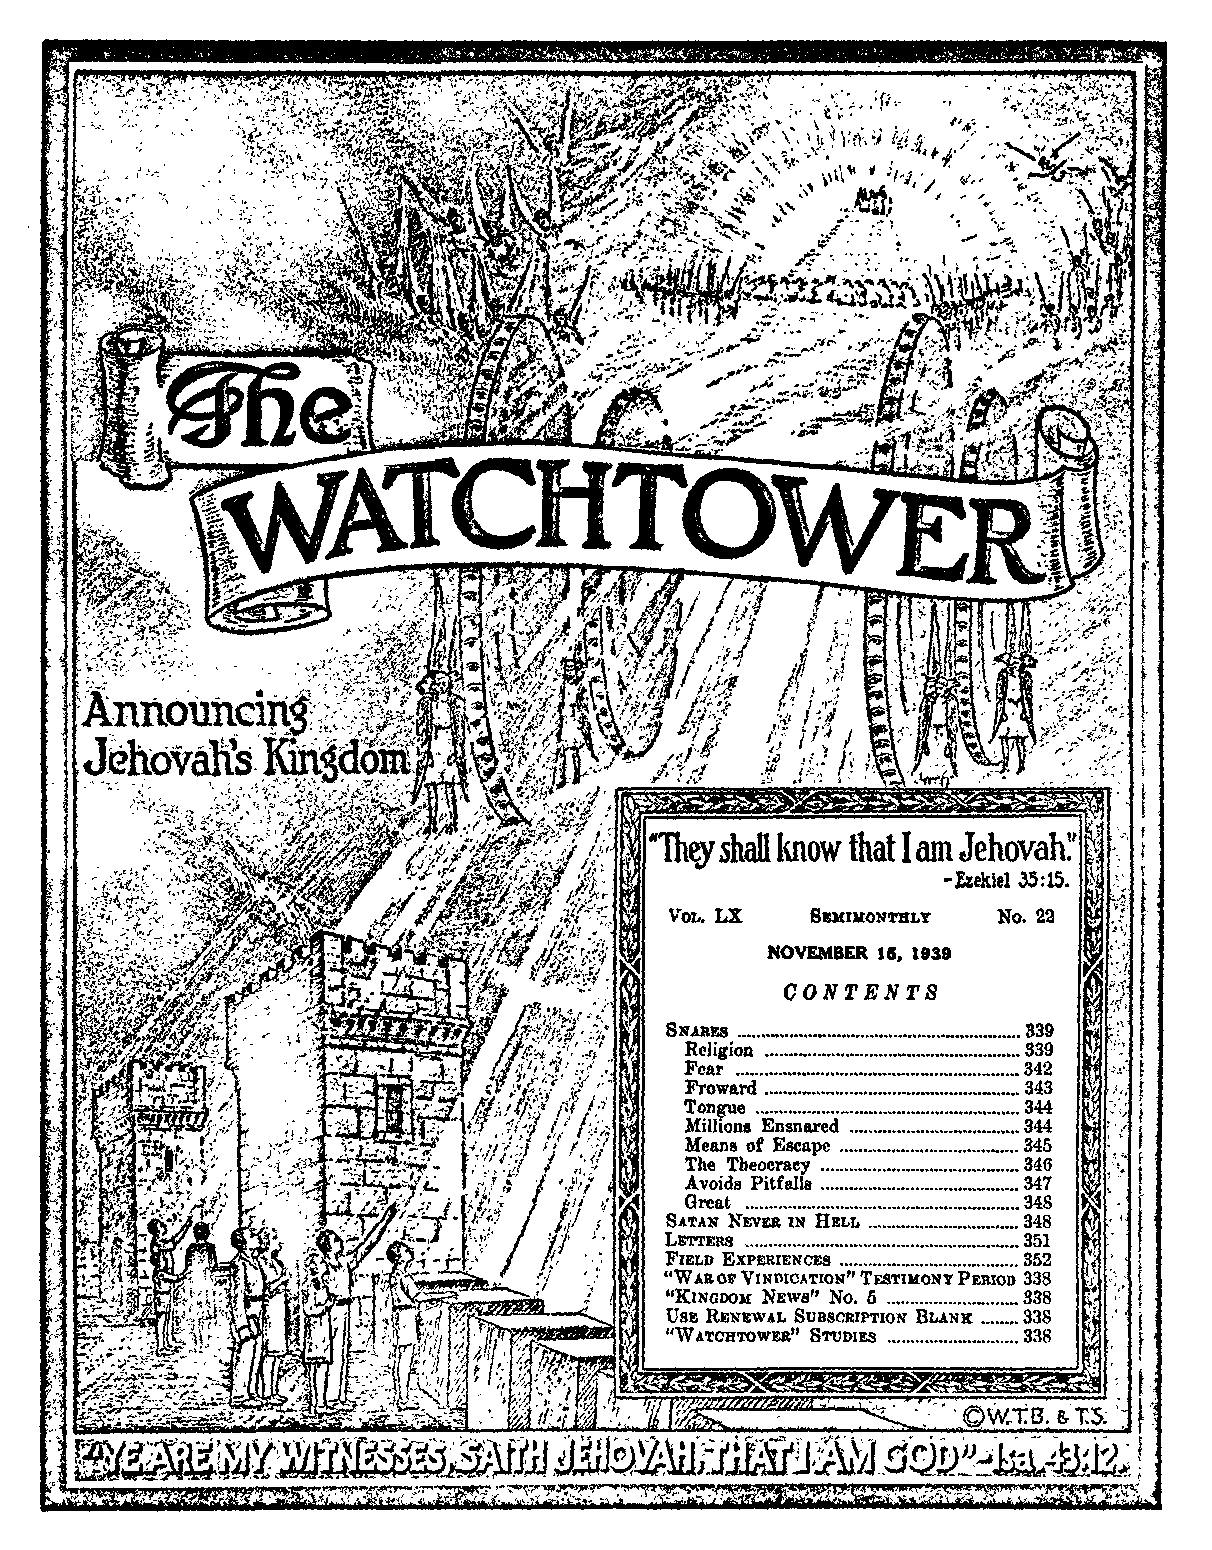 The
WATCHTOWER
Announcing
Jehovah's Kingdom
"They shall know that I am Jehovah."
-Ezekiel 35:15.
VOL. LX SEMIMONTHLY No. 22
NOVEMBER 15, 1939
CONTENTS
SNARES 339
Religion 339
Fear 342
Froward 343
Tongue 344
Millions Ensnared 344
Means of Escape 345
The Theocracy 346
Avoids Pitfalls 347
Great 348
SATAN NEVER IN HELL 348
LETTERS 351
FIELD EXPERIENCES 352
"WAR OF VINDICATION" TESTIMONY PERIOD 338
"KINGDOM NEWS" No. 5 338
USE RENEWAL SUBSCRIPTION BLANK 338
"WATCHTOWER" STUDIES 338
©W.T.B. & T.S.
"YE ARE MY WITNESSES, SAITH JEHOVAH, THAT I AM GOD"-Isa. 43:12.